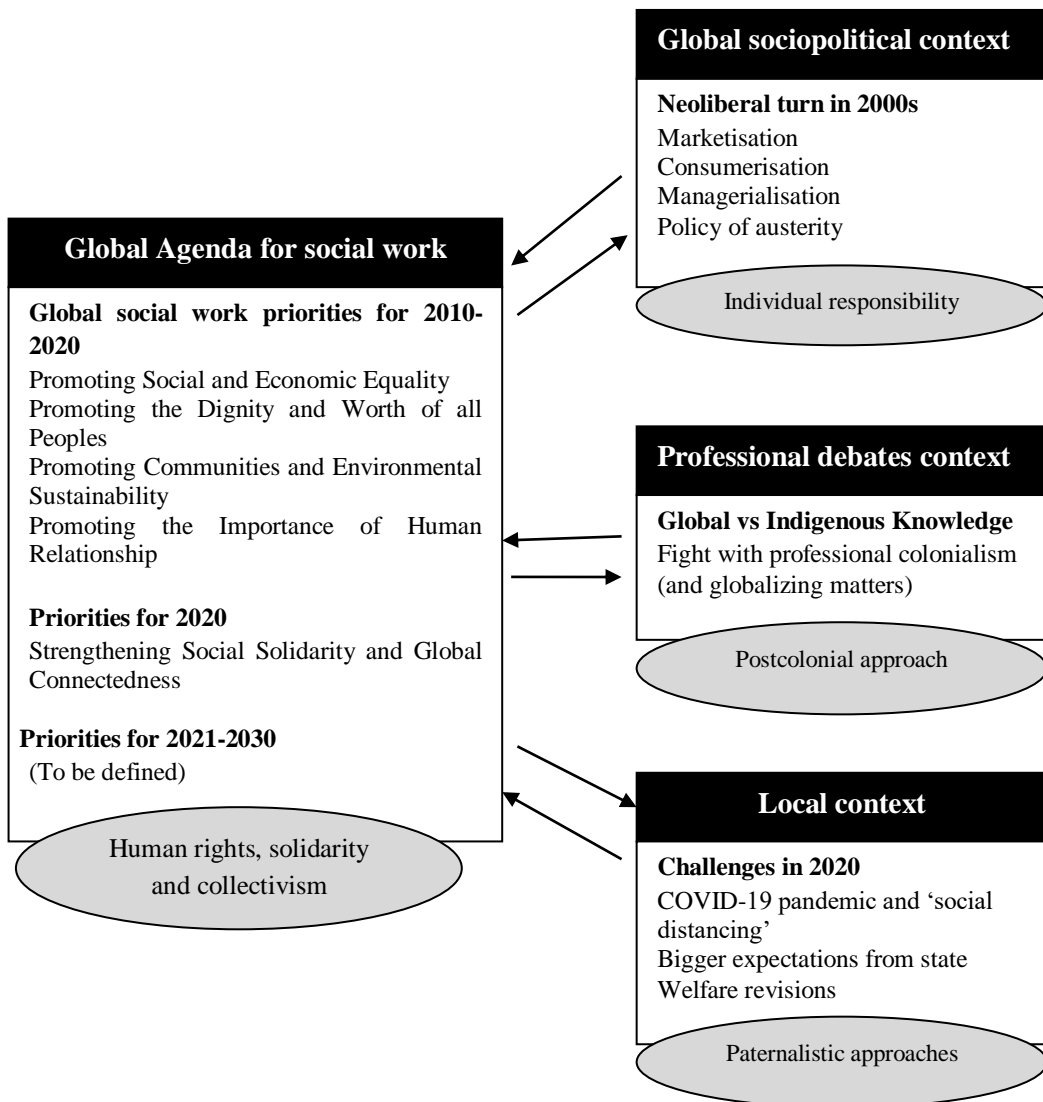 Global sociopolitical context
Neoliberal turn in 2000s
Marketisation
Consumerisation
Managerialisation
Policy of austerity
Individual responsibility
Global Agenda for social work
Global social work priorities for 2010-
2020
Promoting Social and Economic Equality
Promoting the Dignity and Worth of all
Peoples
Promoting Communities and Environmental
Sustainability
Promoting the Importance of Human
Relationship
Priorities for 2020
Strengthening Social Solidarity and Global
Connectedness
Priorities for 2021-2030
(To be defined)
Human rights, solidarity
and collectivism
Professional debates context
Global vs Indigenous Knowledge
Fight with professional colonialism
(and globalizing matters)
Postcolonial approach
Local context
Challenges in 2020
COVID-19 pandemic and ‘social
distancing’
Bigger expectations from state
Welfare revisions
Paternalistic approaches